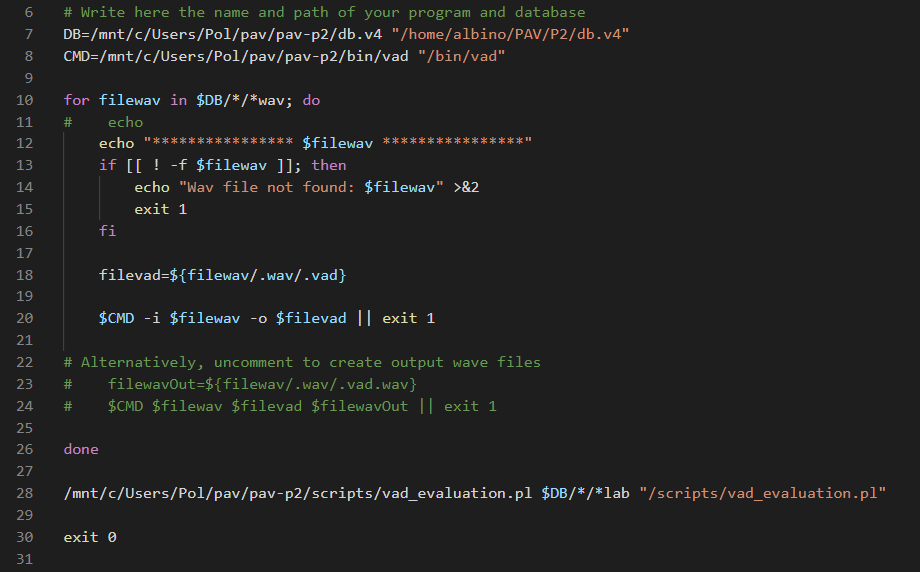 6 # Write here the name and path of your program and database
7 DB=/mnt/c/Users/Pol/pav/pav-p2/db.v4 "/home/albino/PAV/P2/db.v4"
8 CMD=/mnt/c/Users/Pol/pav/pav-p2/bin/vad "/bin/vad"
9
10 for filewav in $DB/*/*wav; do
11 #    echo
12     echo "**************** $filewav ****************"
13     if [[ ! -f $filewav ]]; then
14         echo "Wav file not found: $filewav" >&2
15         exit 1
16     fi
17
18     filevad=${filewav/.wav/.vad}
19
20     $CMD -i $filewav -o $filevad || exit 1
21
22 # Alternatively, uncomment to create output wave files
23 #    filewavOut=${filewav/.wav/.vad.wav}
24 #    $CMD $filewav $filevad $filewavOut || exit 1
25
26 done
27
28 /mnt/c/Users/Pol/pav/pav-p2/scripts/vad_evaluation.pl $DB/*/*lab "/scripts/vad_evaluation.pl"
29
30 exit 0
31